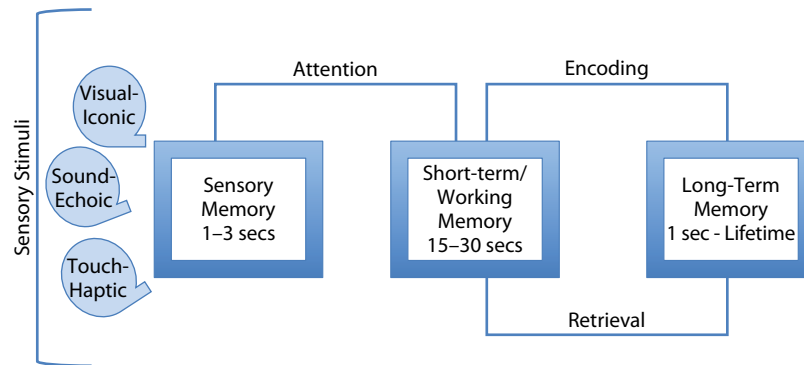 Sensory Stimuli
Visual-
Iconic
Sound-
Echoic
Touch-
Haptic
Attention
Encoding
Sensory
Memory
1–3 secs
Short-term/
Working
Memory
15–30 secs
Long-Term
Memory
1 sec - Lifetime
Retrieval